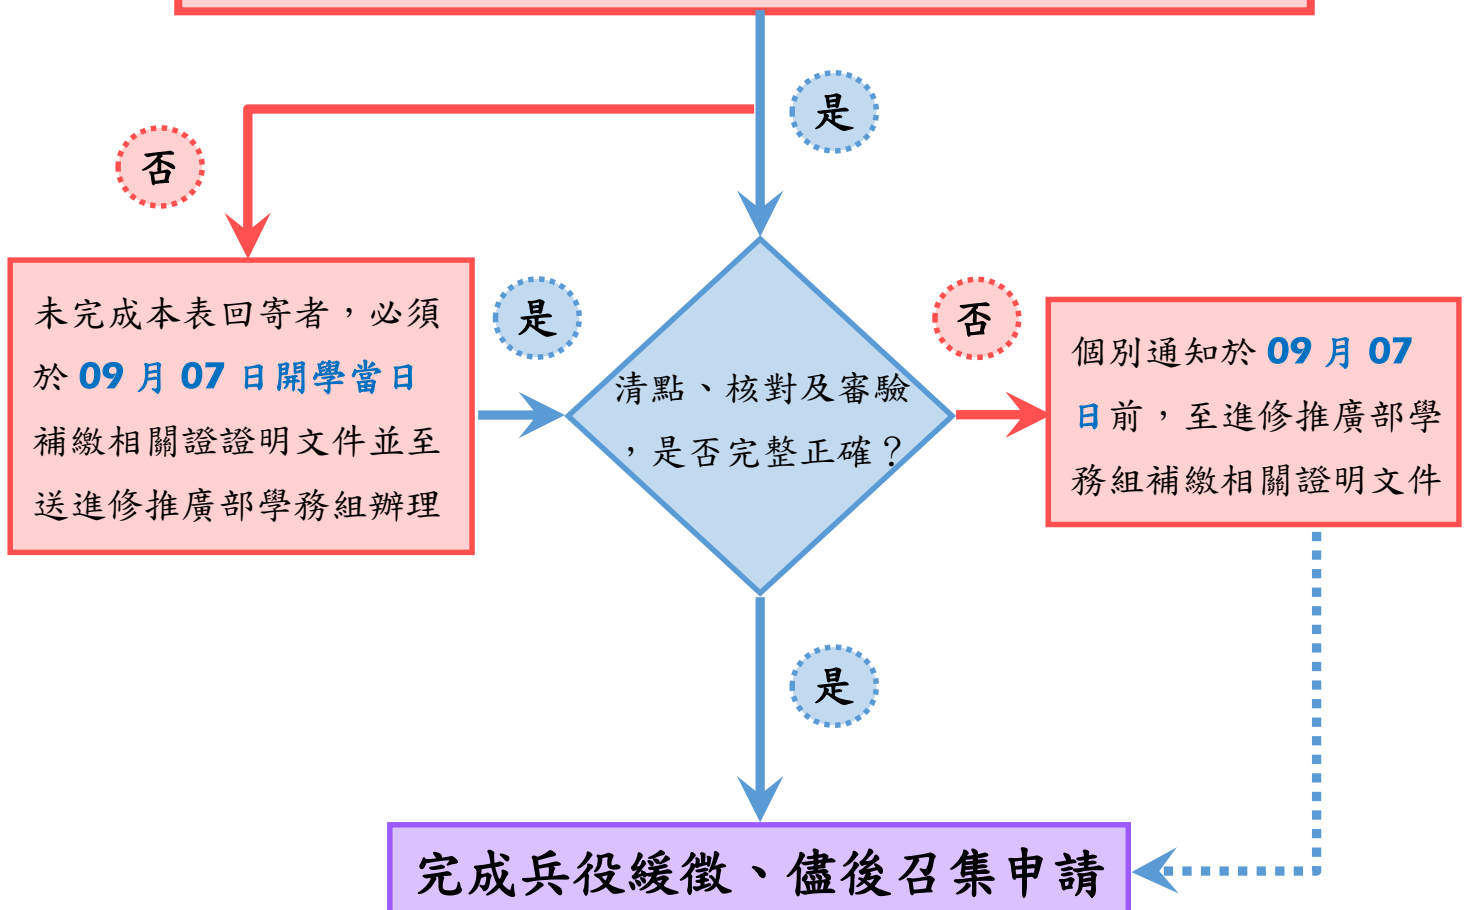 是
否
未完成本表回寄者，必須
於 09 月 07 日開學當日
補繳相關證證明文件並至
送進修推廣部學務組辦理
是
清點、核對及審驗
，是否完整正確？
否
個別通知於 09 月 07
日前，至進修推廣部學
務組補繳相關證明文件
是
完成兵役緩徵、儘後召集申請